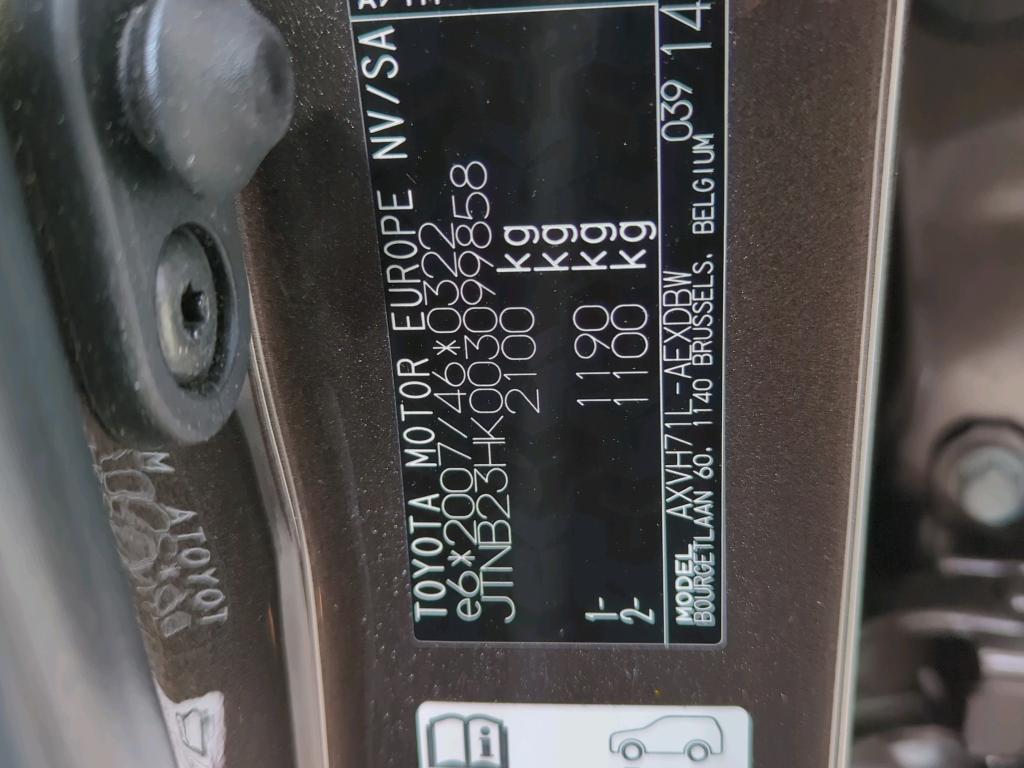 TOYOTA MOTOR EUROPE NV/SA
e6*2007/46*0322
JTNB23HK003099858
2100 kg
kg
1- 1190 kg
2- 1100 kg
MODEL AXVH71L-AEXDBW
039 14
BOURGETLAAN 60. 1140 BRUSSELS. BELGIUM
i